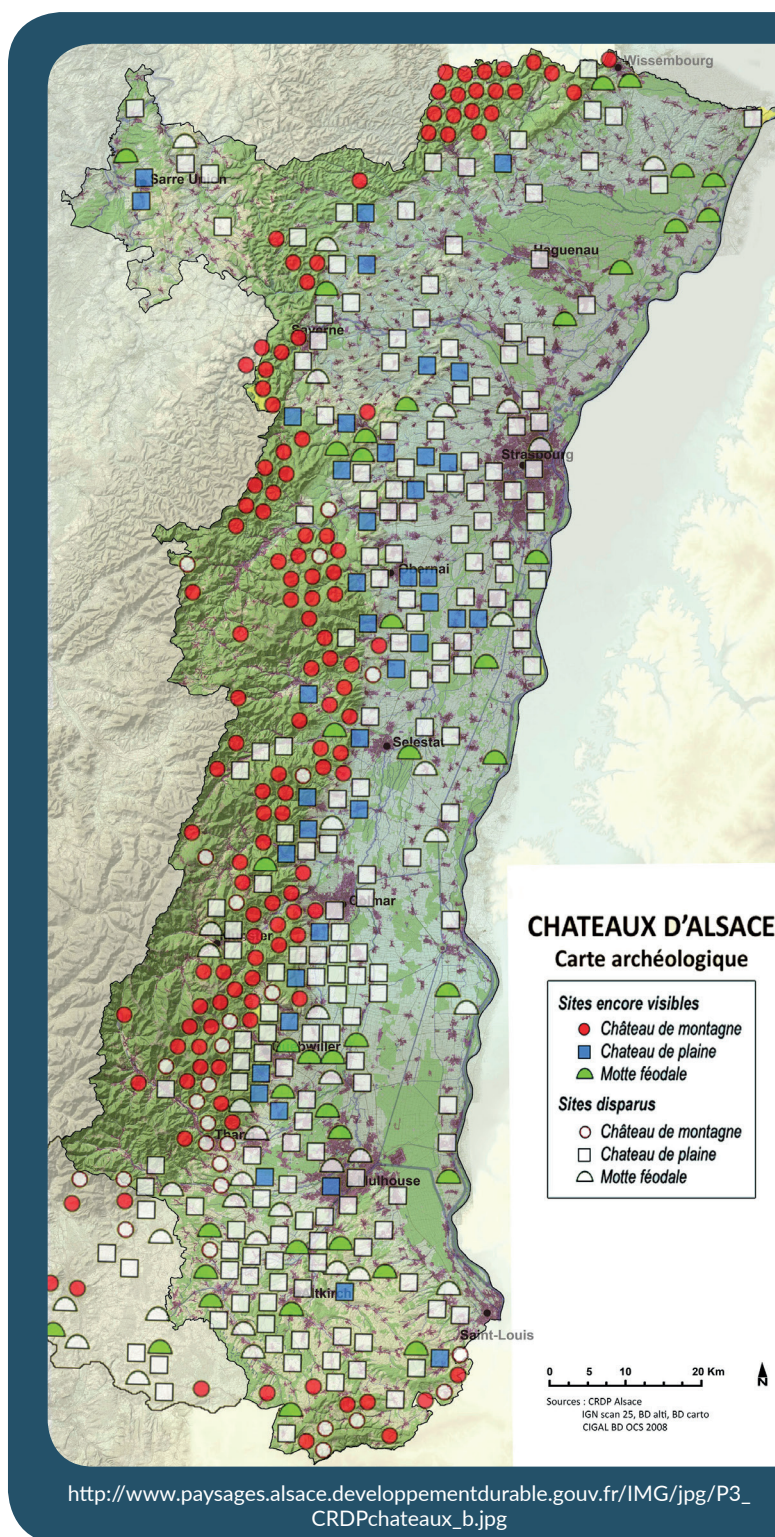 Wissembourg
Sarre Union
Haguenau
Saverne
Strasbourg
Obernai
Selestat
Colmar
Mulhouse
Saint-Louis
CHATEAUX D'ALSACE
Carte archéologique
Sites encore visibles
Château de montagne
Chateau de plaine
Motte féodale
Sites disparus
Château de montagne
Chateau de plaine
Motte féodale
0 5 10 20 Km
N
Sources : CRDP Alsace
IGN scan 25, BD alti, BD carto
CIGAL BD OCS 2008
http://www.paysages.alsace.developpementdurable.gouv.fr/IMG/jpg/P3_
CRDPchateaux_b.jpg